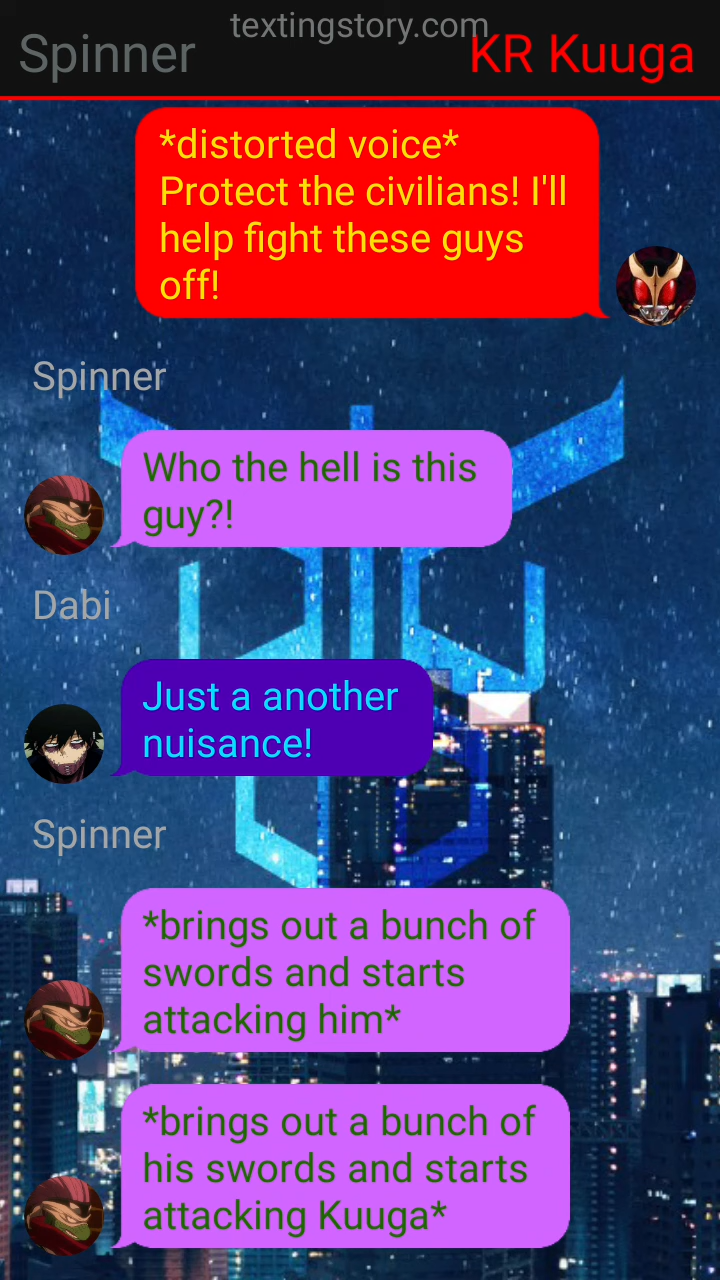 textingstory.com
Spinner
KR Kuuga
*distorted voice*
Protect the civilians! I'll
help fight these guys
off!
Spinner
Who the hell is this
guy?!
Dabi
Just a another
nuisance!
Spinner
*brings out a bunch of
swords and starts
attacking him*
*brings out a bunch of
his swords and starts
attacking Kuuga*